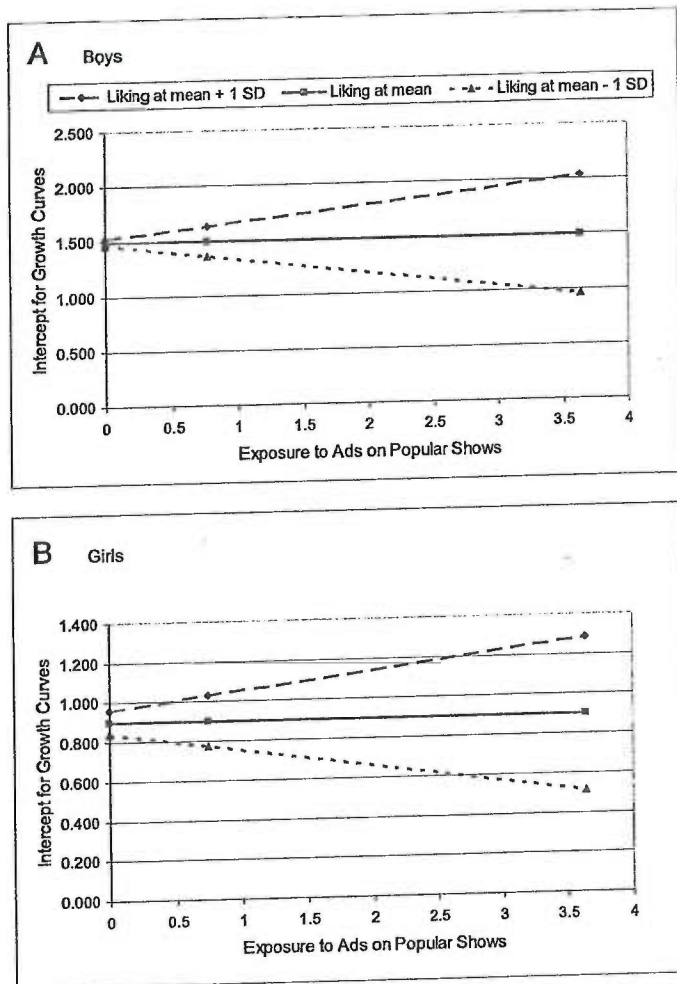 A Boys
Liking at mean + 1 SD Liking at mean Liking at mean - 1 SD
2.500
2.000
1.500
1.000
0.500
0.000
Intercept for Growth Curves
0 0.5 1 1.5 2 2.5 3 3.5 4
Exposure to Ads on Popular Shows
B Girls
1.400
1.200
1.000
0.800
0.600
0.400
0.200
0.000
Intercept for Growth Curves
0 0.5 1 1.5 2 2.5 3 3.5 4
Exposure to Ads on Popular Shows